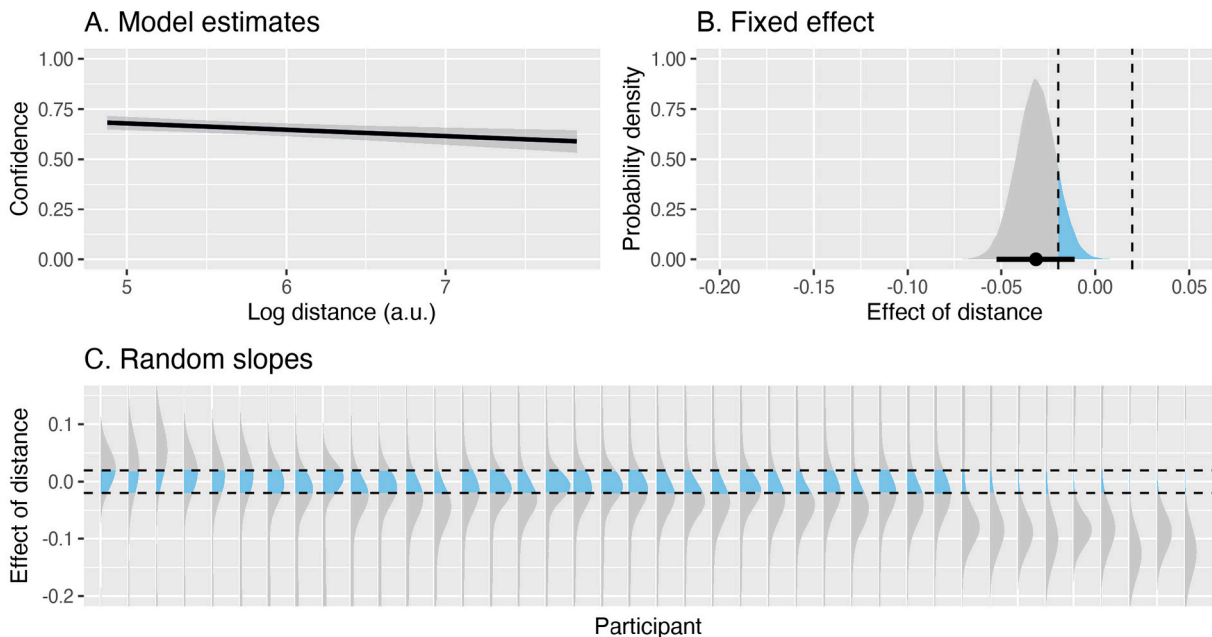 A. Model estimates
1.00
0.75
0.50
0.25
0.00
Confidence
5 6 7
Log distance (a.u.)
B. Fixed effect
1.00
0.75
0.50
0.25
0.00
Probability density
-0.20 -0.15 -0.10 -0.05 0.00 0.05
Effect of distance
C. Random slopes
0.1
0.0
-0.1
-0.2
Effect of distance
Participant